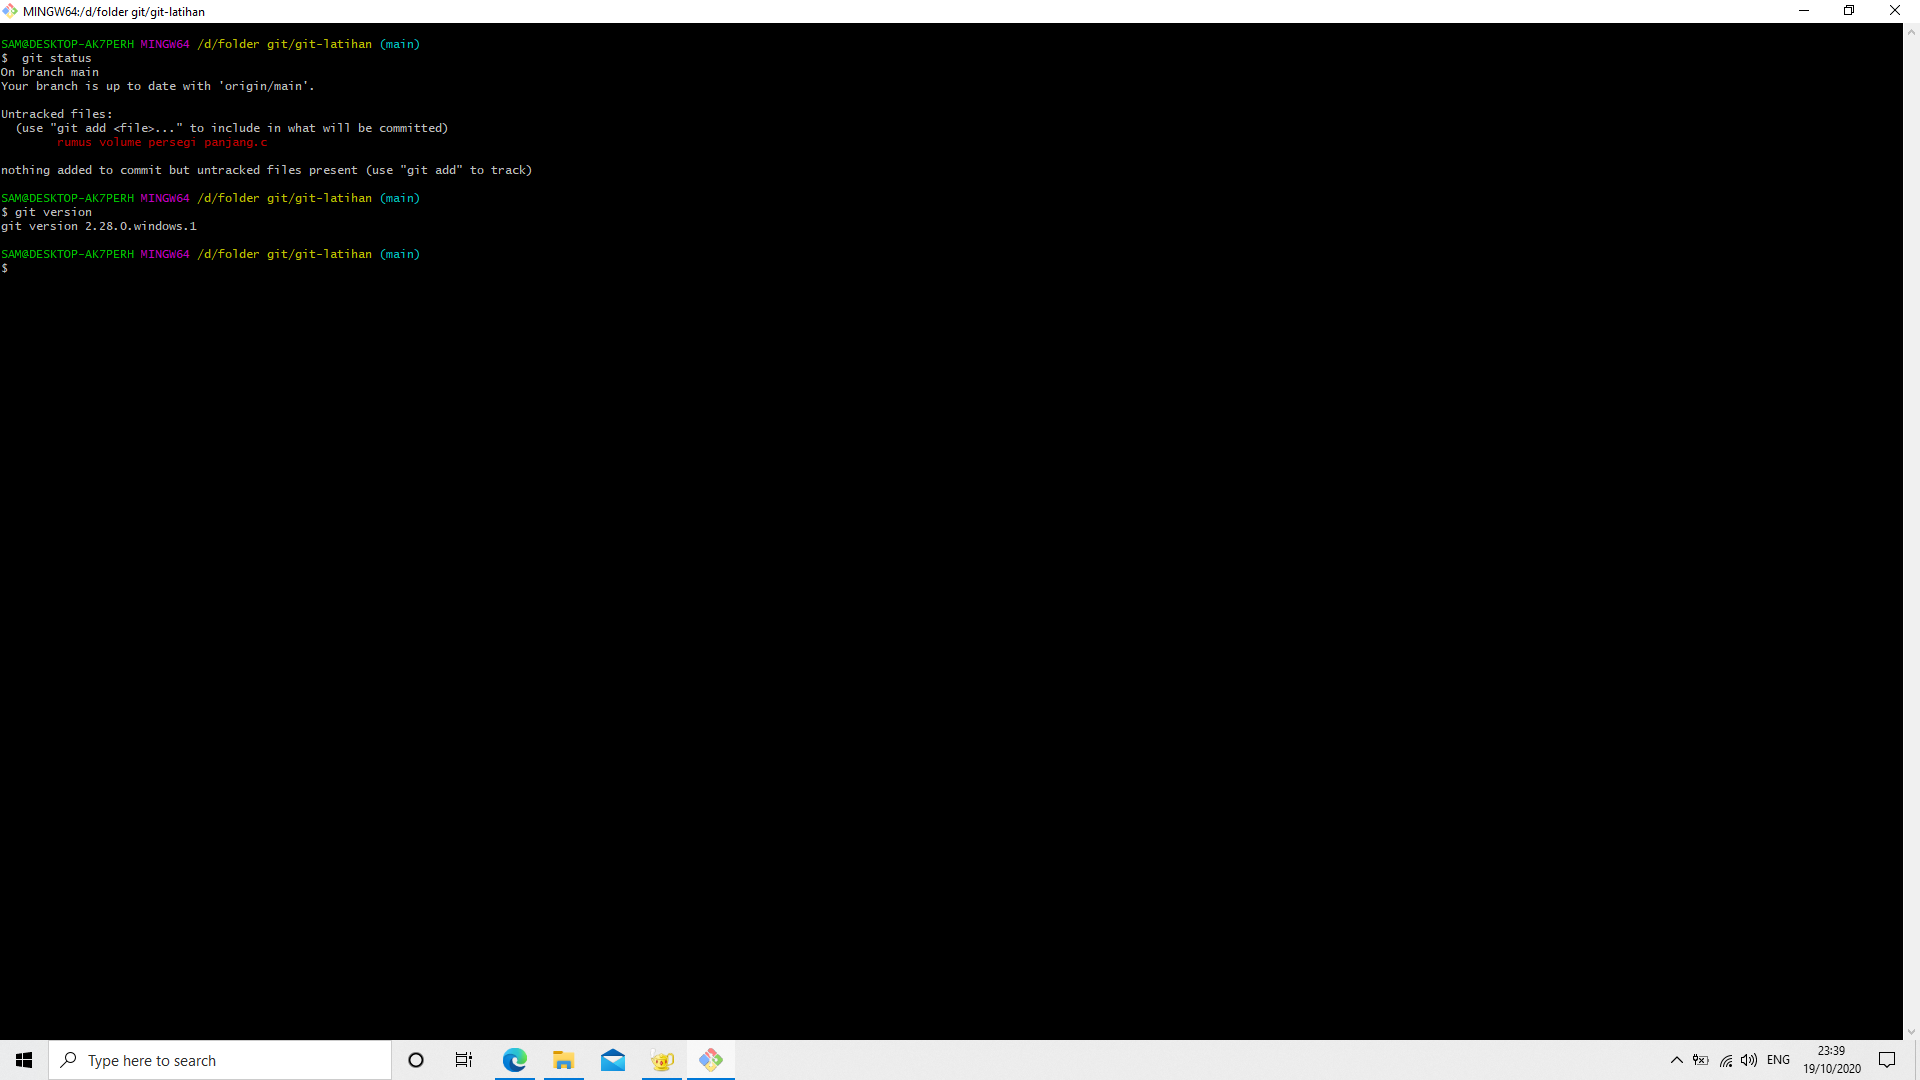 MINGW64:/d/folder git/git-latihan
SAM@DESKTOP-AK7PERH MINGW64 /d/folder git/git-latihan (main)
$  git status
On branch main
Your branch is up to date with 'origin/main'.
Untracked files:
  (use "git add <file>..." to include in what will be committed)
        rumus volume persegi panjang.c
nothing added to commit but untracked files present (use "git add" to track)
SAM@DESKTOP-AK7PERH MINGW64 /d/folder git/git-latihan (main)
$ git version
git version 2.28.0.windows.1
SAM@DESKTOP-AK7PERH MINGW64 /d/folder git/git-latihan (main)
$
Type here to search
ENG
23:39
19/10/2020